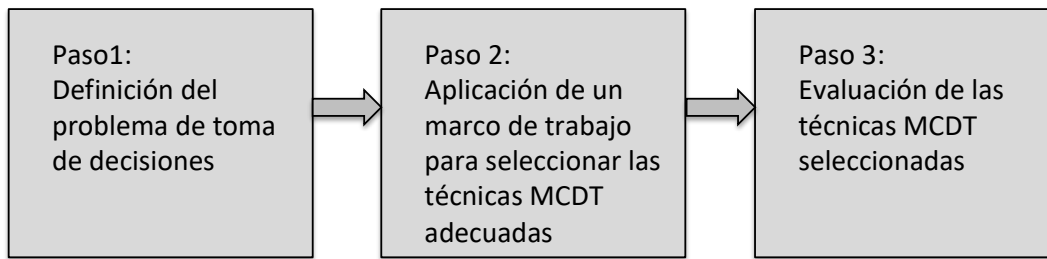 Paso1:
Definición del
problema de toma
de decisiones
Paso 2:
Aplicación de un
marco de trabajo
para seleccionar las
técnicas MCDT
adecuadas
Paso 3:
Evaluación de las
técnicas MCDT
seleccionadas